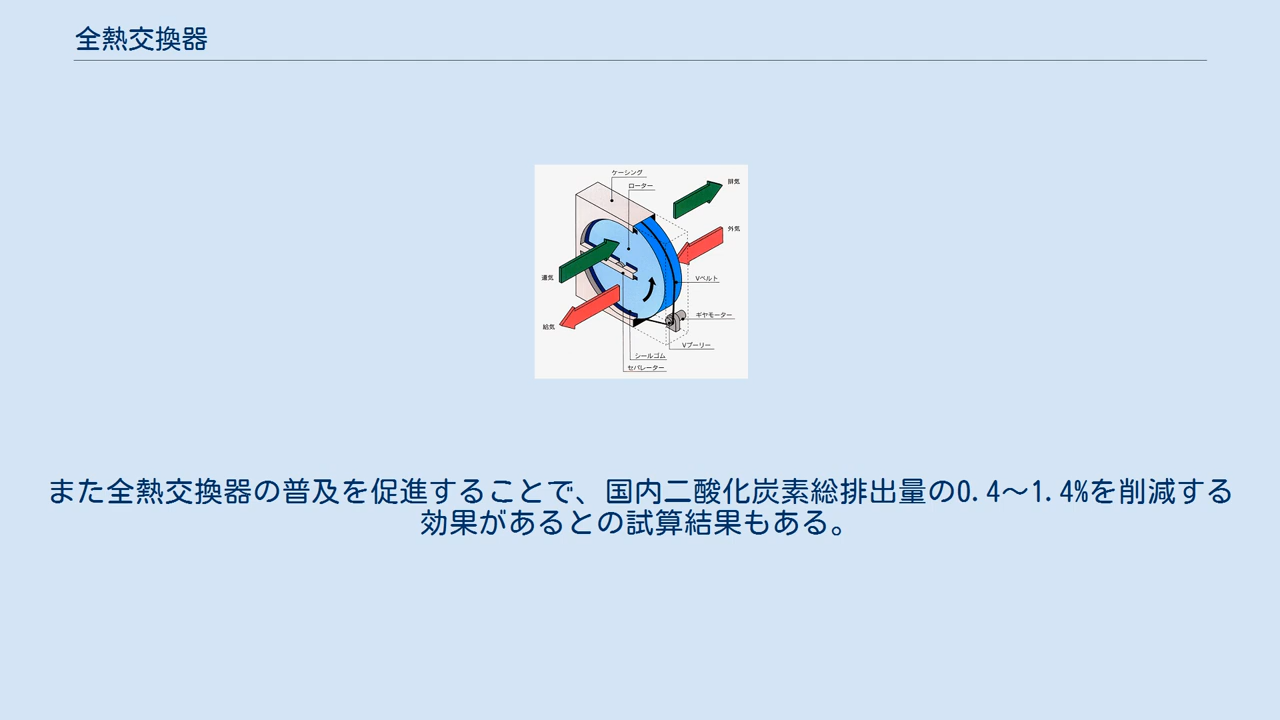 全熱交換器
ケーシング
ローター
排気
外気
還気
Vベルト
給気
ギヤモーター
Vプーリー
シールゴム
セパレーター
また全熱交換器の普及を促進することで、国内二酸化炭素総排出量の0.4〜1.4%を削減する
効果があるとの試算結果もある。